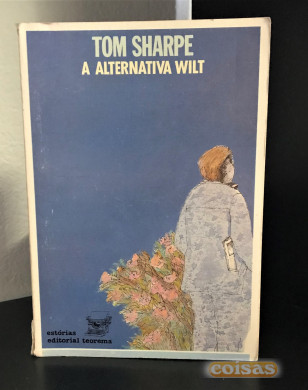 TOM SHARPE
A ALTERNATIVA WILT
estórias
editorial teorema
coisas